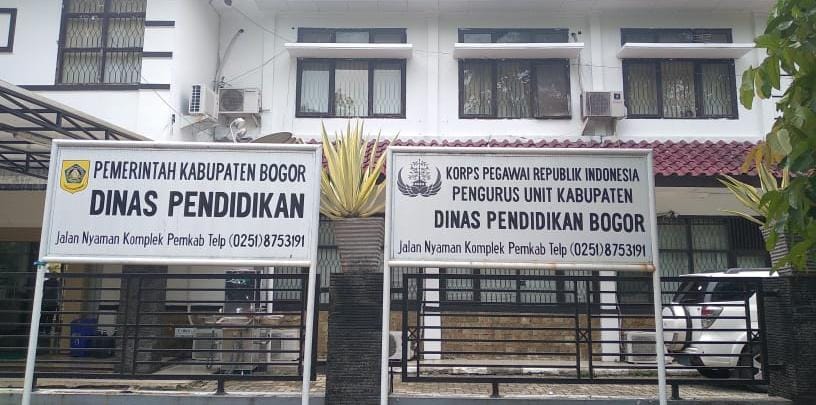 PEMERINTAH KABUPATEN BOGOR
DINAS PENDIDIKAN
Jalan Nyaman Komplek Pemkab Telp (0251)8753191
KORPS PEGAWAI REPUBLIK INDONESIA
PENGURUS UNIT KABUPATEN
DINAS PENDIDIKAN BOGOR
Jalan Nyaman Komplek Pemkab Telp (0251)8753191